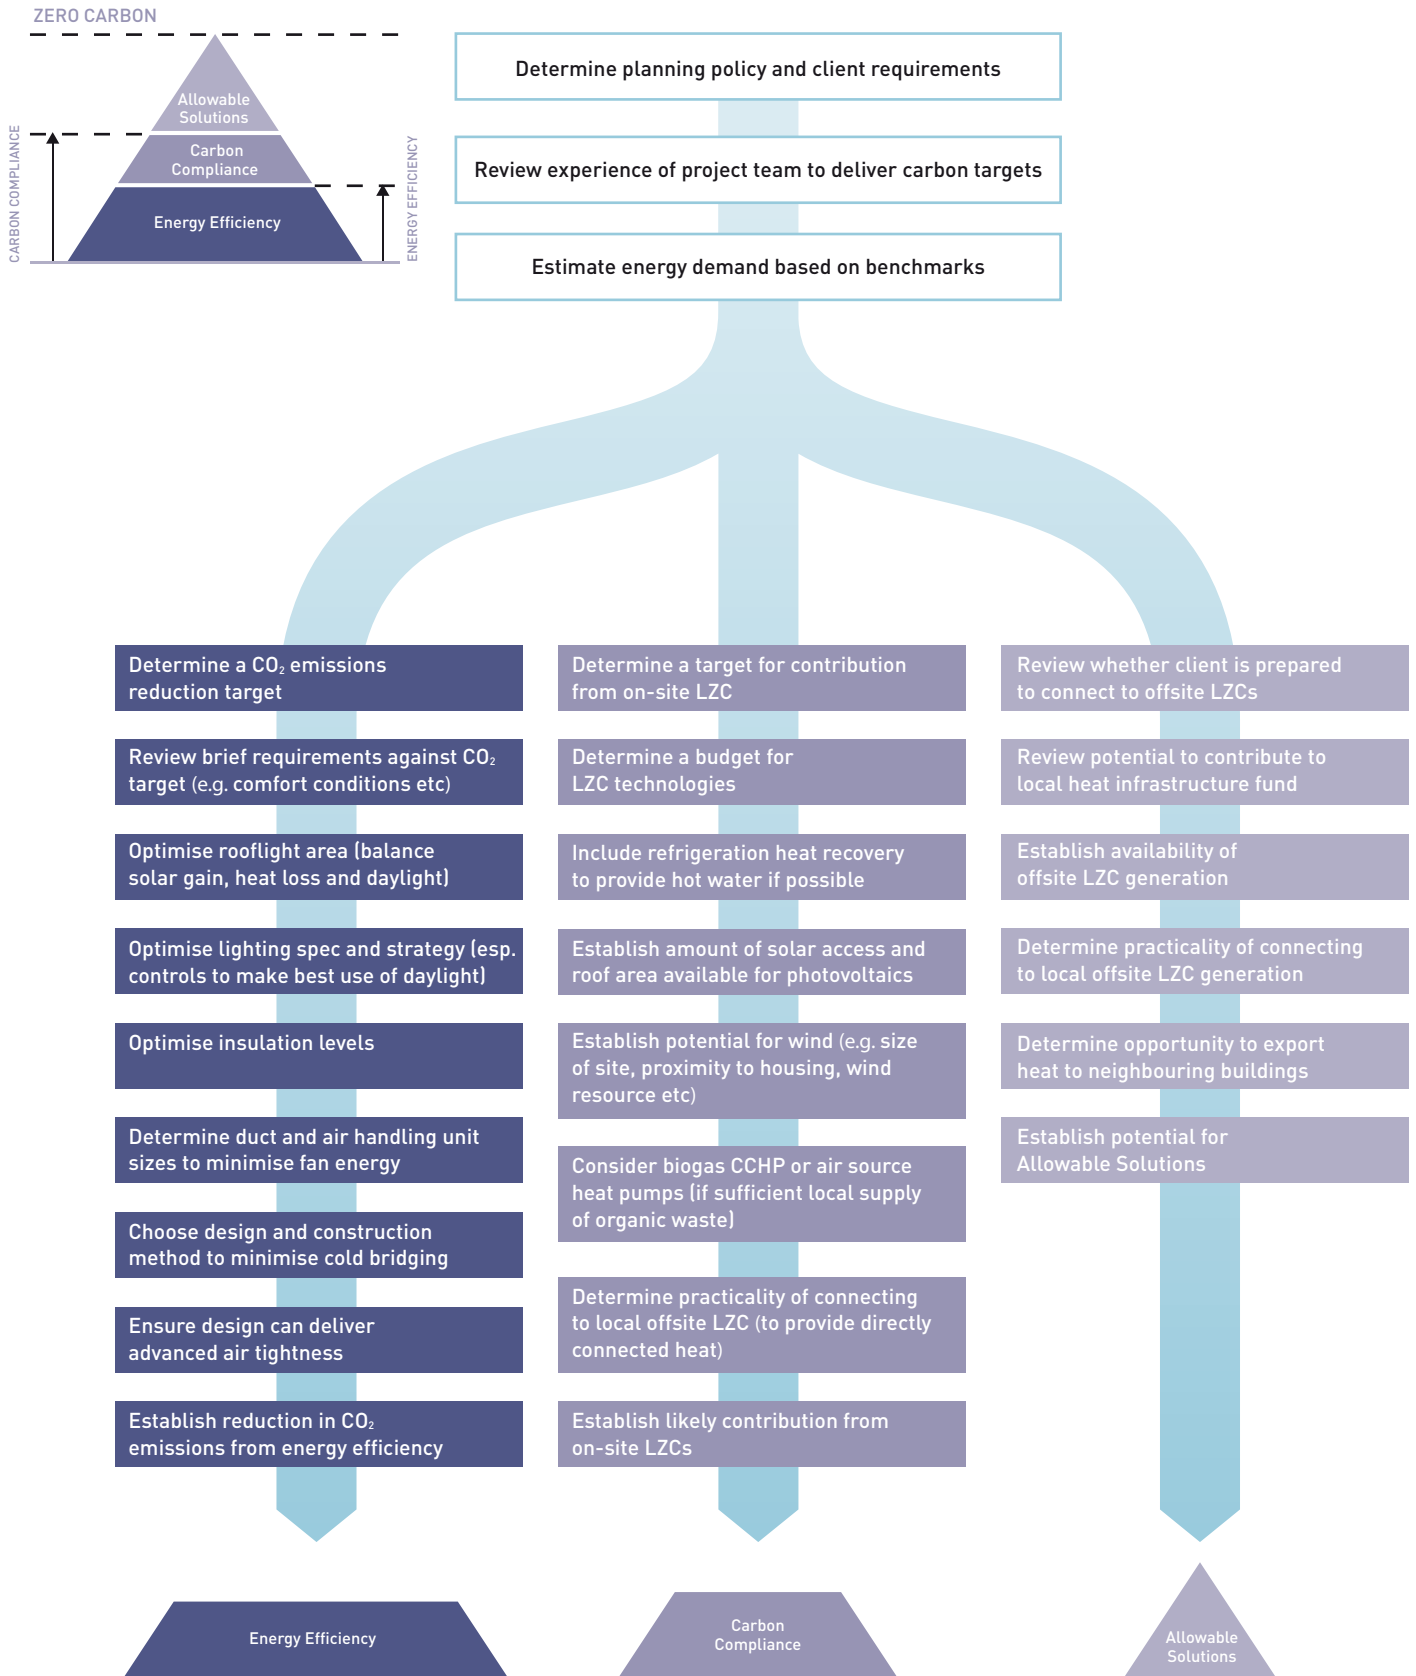 ZERO CARBON
Allowable
Solutions
Carbon
Compliance
Energy Efficiency
CARBON COMPLIANCE
ENERGY EFFICIENCY
Determine planning policy and client requirements
Review experience of project team to deliver carbon targets
Estimate energy demand based on benchmarks
Determine a CO₂ emissions
reduction target
Review brief requirements against CO₂
target (e.g. comfort conditions etc)
Optimise rooflight area (balance
solar gain, heat loss and daylight)
Optimise lighting spec and strategy (esp.
controls to make best use of daylight)
Optimise insulation levels
Determine duct and air handling unit
sizes to minimise fan energy
Choose design and construction
method to minimise cold bridging
Ensure design can deliver
advanced air tightness
Establish reduction in CO₂
emissions from energy efficiency
Energy Efficiency
Determine a target for contribution
from on-site LZC
Determine a budget for
LZC technologies
Include refrigeration heat recovery
to provide hot water if possible
Establish amount of solar access and
roof area available for photovoltaics
Establish potential for wind (e.g. size
of site, proximity to housing, wind
resource etc)
Consider biogas CCHP or air source
heat pumps (if sufficient local supply
of organic waste)
Determine practicality of connecting
to local offsite LZC (to provide directly
connected heat)
Establish likely contribution from
on-site LZCs
Carbon
Compliance
Review whether client is prepared
to connect to offsite LZCs
Review potential to contribute to
local heat infrastructure fund
Establish availability of
offsite LZC generation
Determine practicality of connecting
to local offsite LZC generation
Determine opportunity to export
heat to neighbouring buildings
Establish potential for
Allowable Solutions
Allowable
Solutions